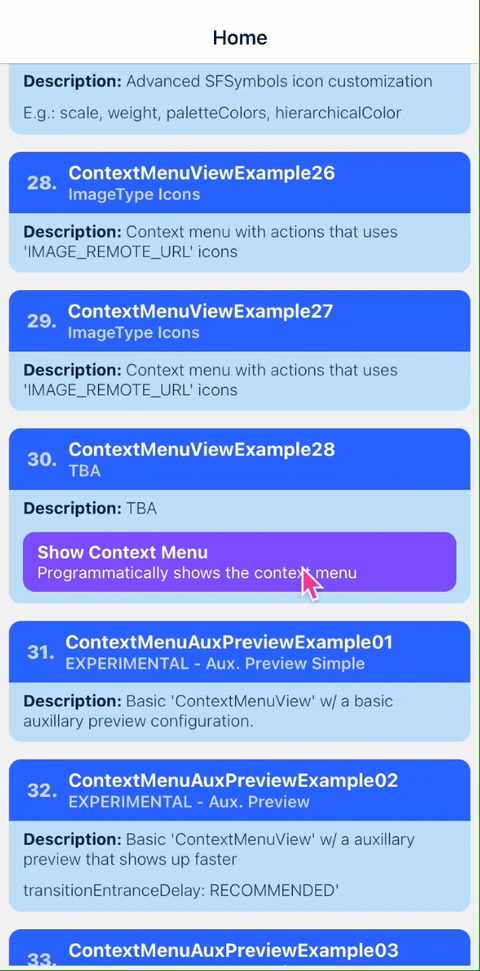 Home
Description: Advanced SFSymbols icon customization
E.g.: scale, weight, paletteColors, hierarchicalColor
28. ContextMenuViewExample26
ImageType Icons
Description: Context menu with actions that uses
'IMAGE_REMOTE_URL' icons
29. ContextMenuViewExample27
ImageType Icons
Description: Context menu with actions that uses
'IMAGE_REMOTE_URL' icons
30. ContextMenuViewExample28
TBA
Description: TBA
Show Context Menu
Programmatically shows the context menu
31. ContextMenuAuxPreviewExample01
EXPERIMENTAL - Aux. Preview Simple
Description: Basic 'ContextMenuView' w/ a basic
auxillary preview configuration.
32. ContextMenuAuxPreviewExample02
EXPERIMENTAL - Aux. Preview
Description: Basic 'ContextMenuView' w/ a auxillary
preview that shows up faster
transitionEntranceDelay: RECOMMENDED'
33. ContextMenuAuxPreviewExample03